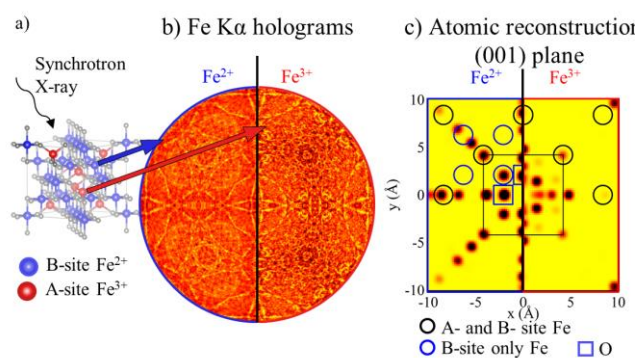 a)
Synchrotron
X-ray
B-site Fe²⁺
A-site Fe³⁺
b) Fe Kα holograms
Fe²⁺ Fe³⁺
c) Atomic reconstruction
(001) plane
Fe²⁺ Fe³⁺
10
5
0
-5
-10
y (Å)
-10 -5 0 5 10
x (Å)
A- and B- site Fe
B-site only Fe O